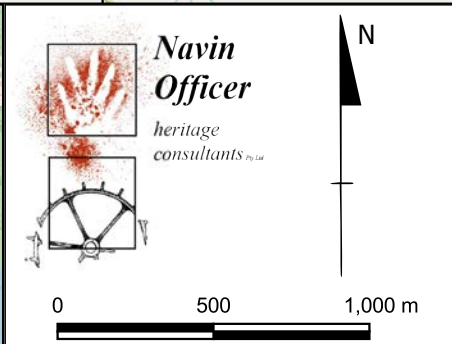 Navin
Officer
heritage
consultants Pty Ltd
N
0 500 1,000 m